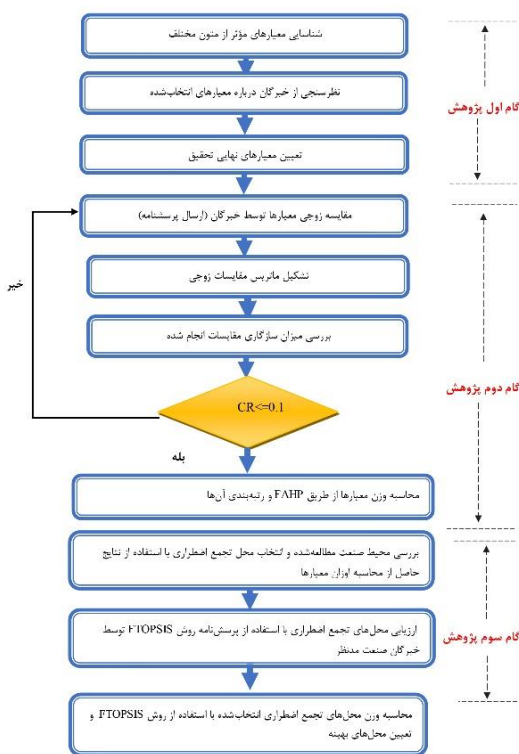 شناسایی معیارهای مؤثر از متون مختلف
نظرسنجی از خبرگان درباره معیارهای انتخاب‌شده
گام اول پژوهش
تعیین معیارهای نهایی تحقیق
مقایسه زوجی معیارها توسط خبرگان (ارسال پرسشنامه)
تشکیل ماتریس مقایسات زوجی
خیر
بررسی میزان سازگاری مقایسات انجام شده
گام دوم پژوهش
CR<=0.1
بله
محاسبه وزن معیارها از طریق FAHP و رتبه‌بندی آن‌ها
بررسی محیط صنعت مطالعه‌شده و انتخاب محل تجمع اضطراری با استفاده از نتایج
حاصل از محاسبه اوزان معیارها
ارزیابی محل‌های تجمع اضطراری با استفاده از پرسش‌نامه روش FTOPSIS توسط
خبرگان صنعت مدنظر
گام سوم پژوهش
محاسبه وزن محل‌های تجمع اضطراری انتخاب‌شده با استفاده از روش FTOPSIS و
تعیین محل‌های بهینه